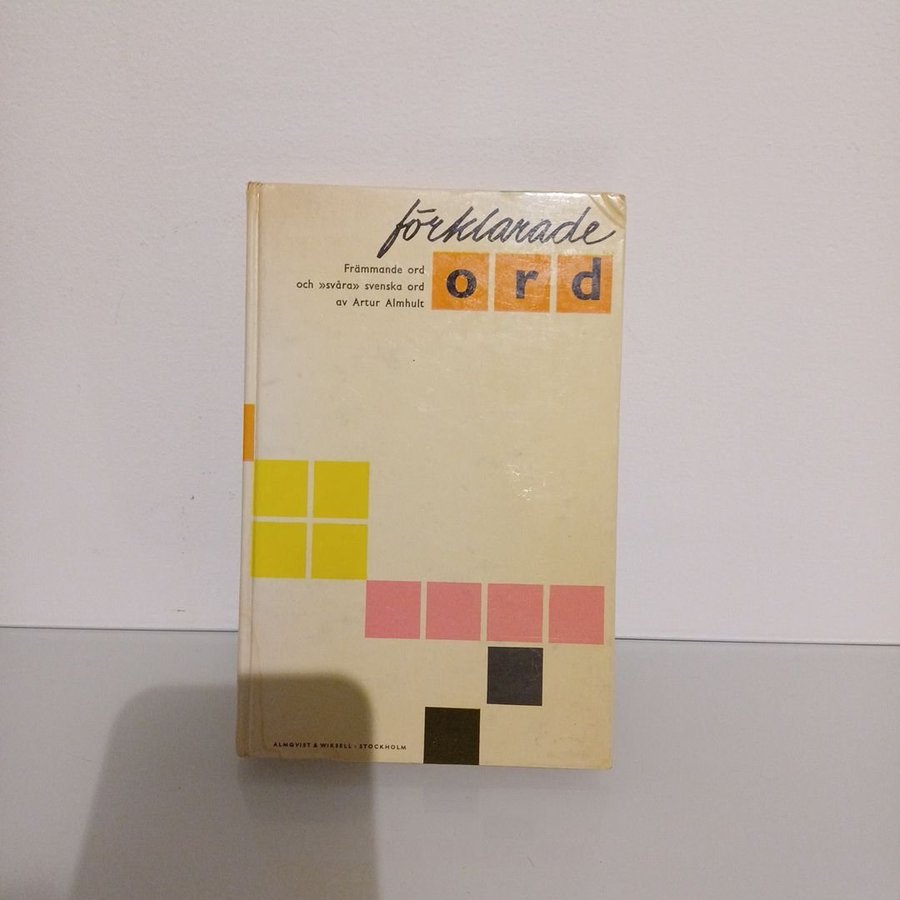 förklarade
ord
Främmande ord
och »svåra» svenska ord
av Artur Almhult
ALMQVIST & WIKSELL · STOCKHOLM